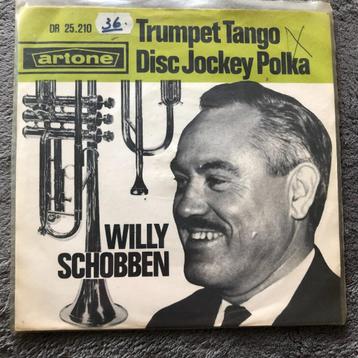 DR 25.210
36.
Trumpet Tango
artone
Disc Jockey Polka
WILLY
SCHOBBEN